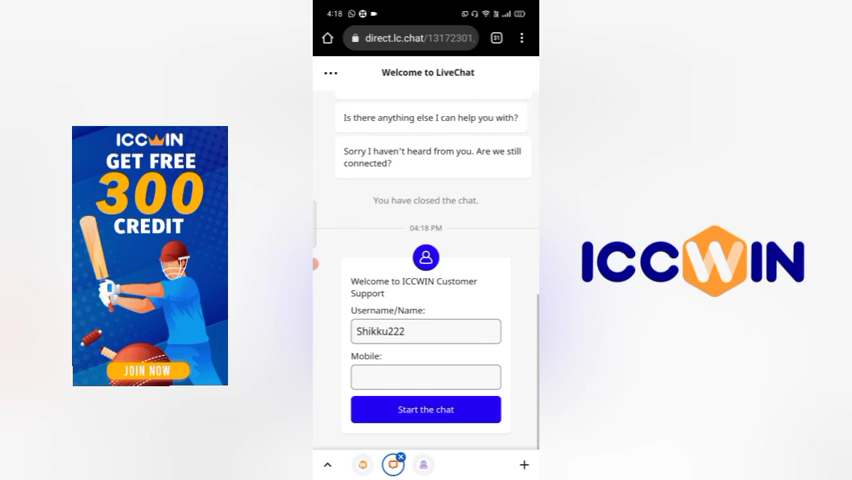 ICCWIN
GET FREE
300
CREDIT
JOIN NOW
4:18
direct.lc.chat/13172301
31
Welcome to LiveChat
Is there anything else I can help you with?
Sorry I haven't heard from you. Are we still
connected?
You have closed the chat.
04:18 PM
Welcome to ICCWIN Customer
Support
Username/Name:
Shikku222
Mobile:
Start the chat
ICCWIN